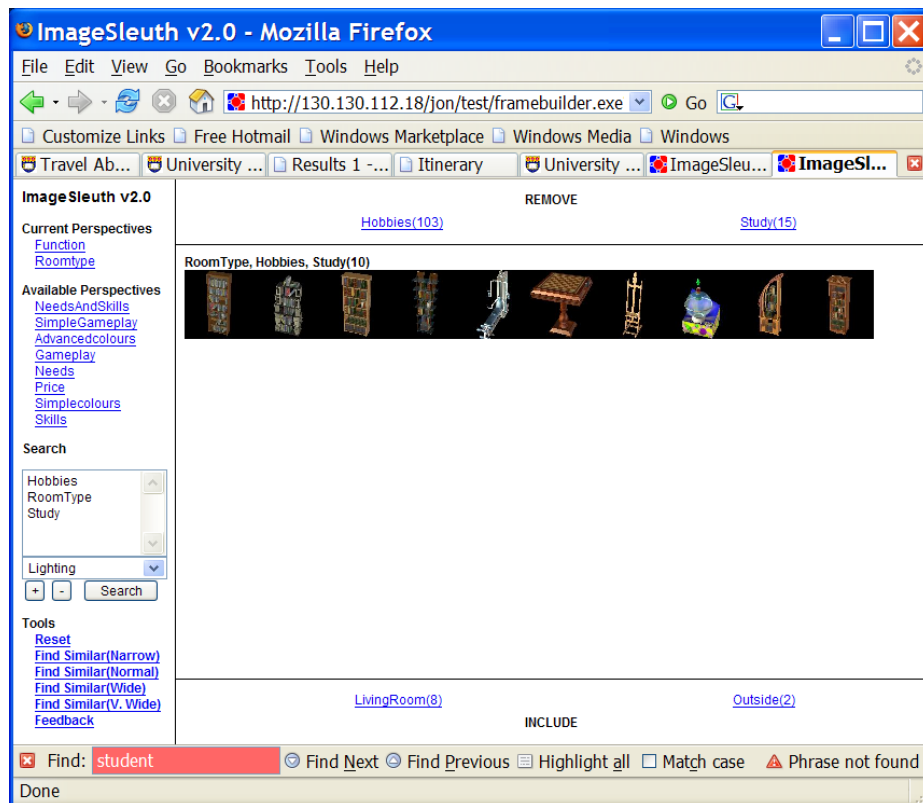 ImageSleuth v2.0 - Mozilla Firefox
File Edit View Go Bookmarks Tools Help
http://130.130.112.18/jon/test/framebuilder.exe Go G
Customize Links Free Hotmail Windows Marketplace Windows Media Windows
Travel Ab... University ... Results 1 -... Itinerary University ... ImageSleu... ImageSl...
ImageSleuth v2.0
Current Perspectives
Function
Roomtype
Available Perspectives
NeedsAndSkills
SimpleGameplay
Advancedcolours
Gameplay
Needs
Price
Simplecolours
Skills
Search
Hobbies
RoomType
Study
Lighting
+ - Search
Tools
Reset
Find Similar(Narrow)
Find Similar(Normal)
Find Similar(Wide)
Find Similar(V. Wide)
Feedback
REMOVE
Hobbies(103) Study(15)
RoomType, Hobbies, Study(10)
LivingRoom(8) Outside(2)
INCLUDE
Find: student Find Next Find Previous Highlight all Match case Phrase not found
Done